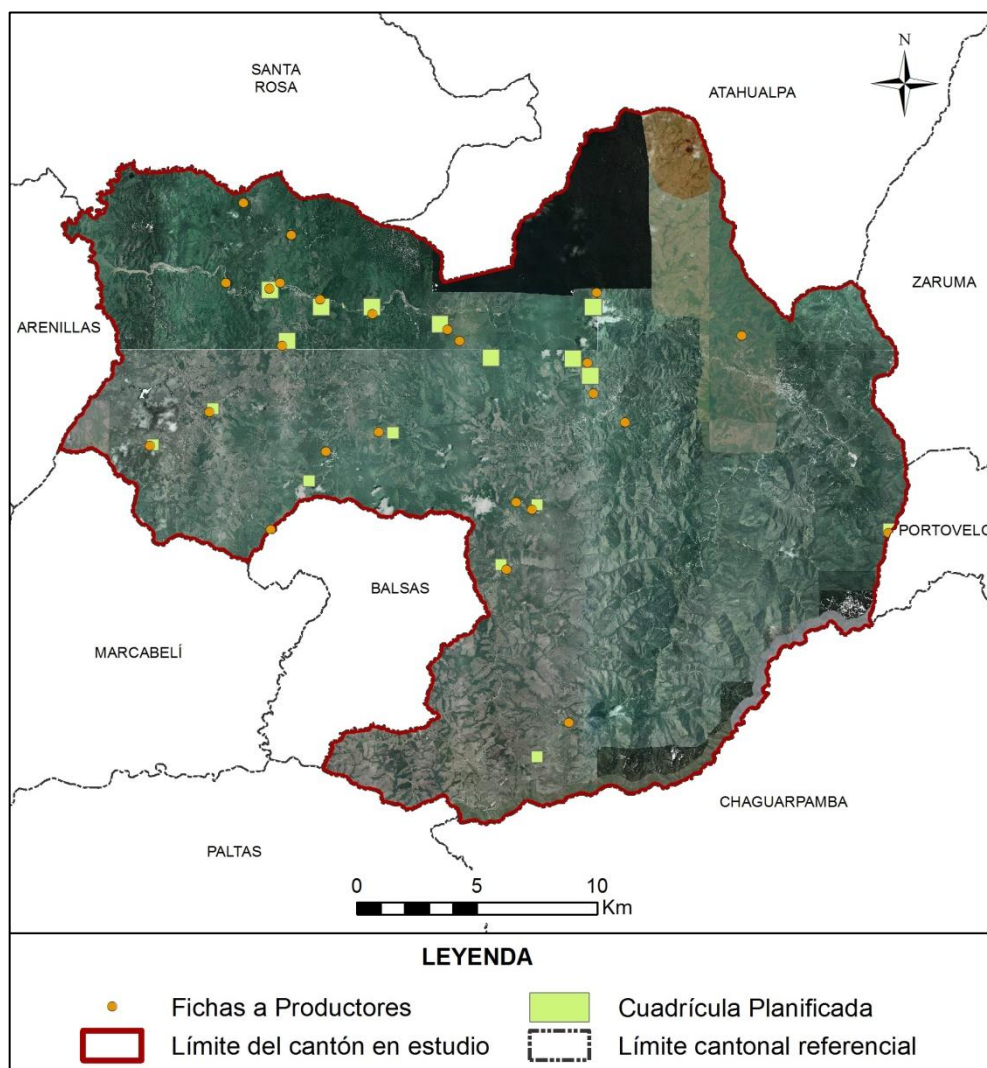 SANTA
ROSA
N
ATAHUALPA
ZARUMA
ARENILLAS
PORTOVELO
BALSAS
MARCABELÍ
CHAGUARPAMBA
PALTAS
0 5 10
Km
LEYENDA
Fichas a Productores
Cuadrícula Planificada
Límite del cantón en estudio
Límite cantonal referencial